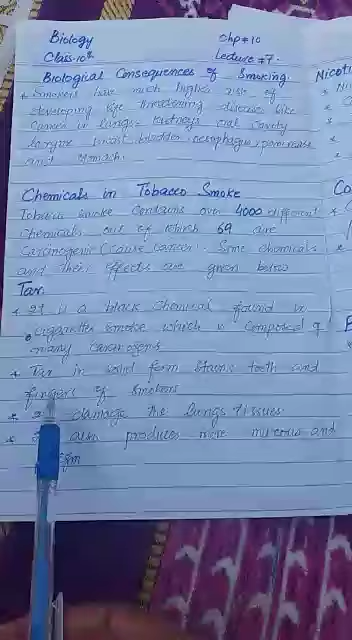 Biology Chp # 10
Class 10th Lecture # 7
Biological Consequences of Smoking
* Smokers have much higher risk of
developing life threatening disease like
Cancer in lungs, kidneys oral cavity
larynx breast bladder, oesophagus, pancreas
and stomach.
Chemicals in Tobacco Smoke
Tobacco smoke contains over 4000 different
chemicals out of which 69 are
Carcinogenic (cause cancer. Some chemicals
and their effects are given below
Tar
* It is a black chemical found in
cigarettes smoke which is composed of
many carcinogens
* Tar in solid form stains teeth and
fingers of smokers
* damage the lungs tissues
* also produces more mucous and
Nicoti
* Ni
Co